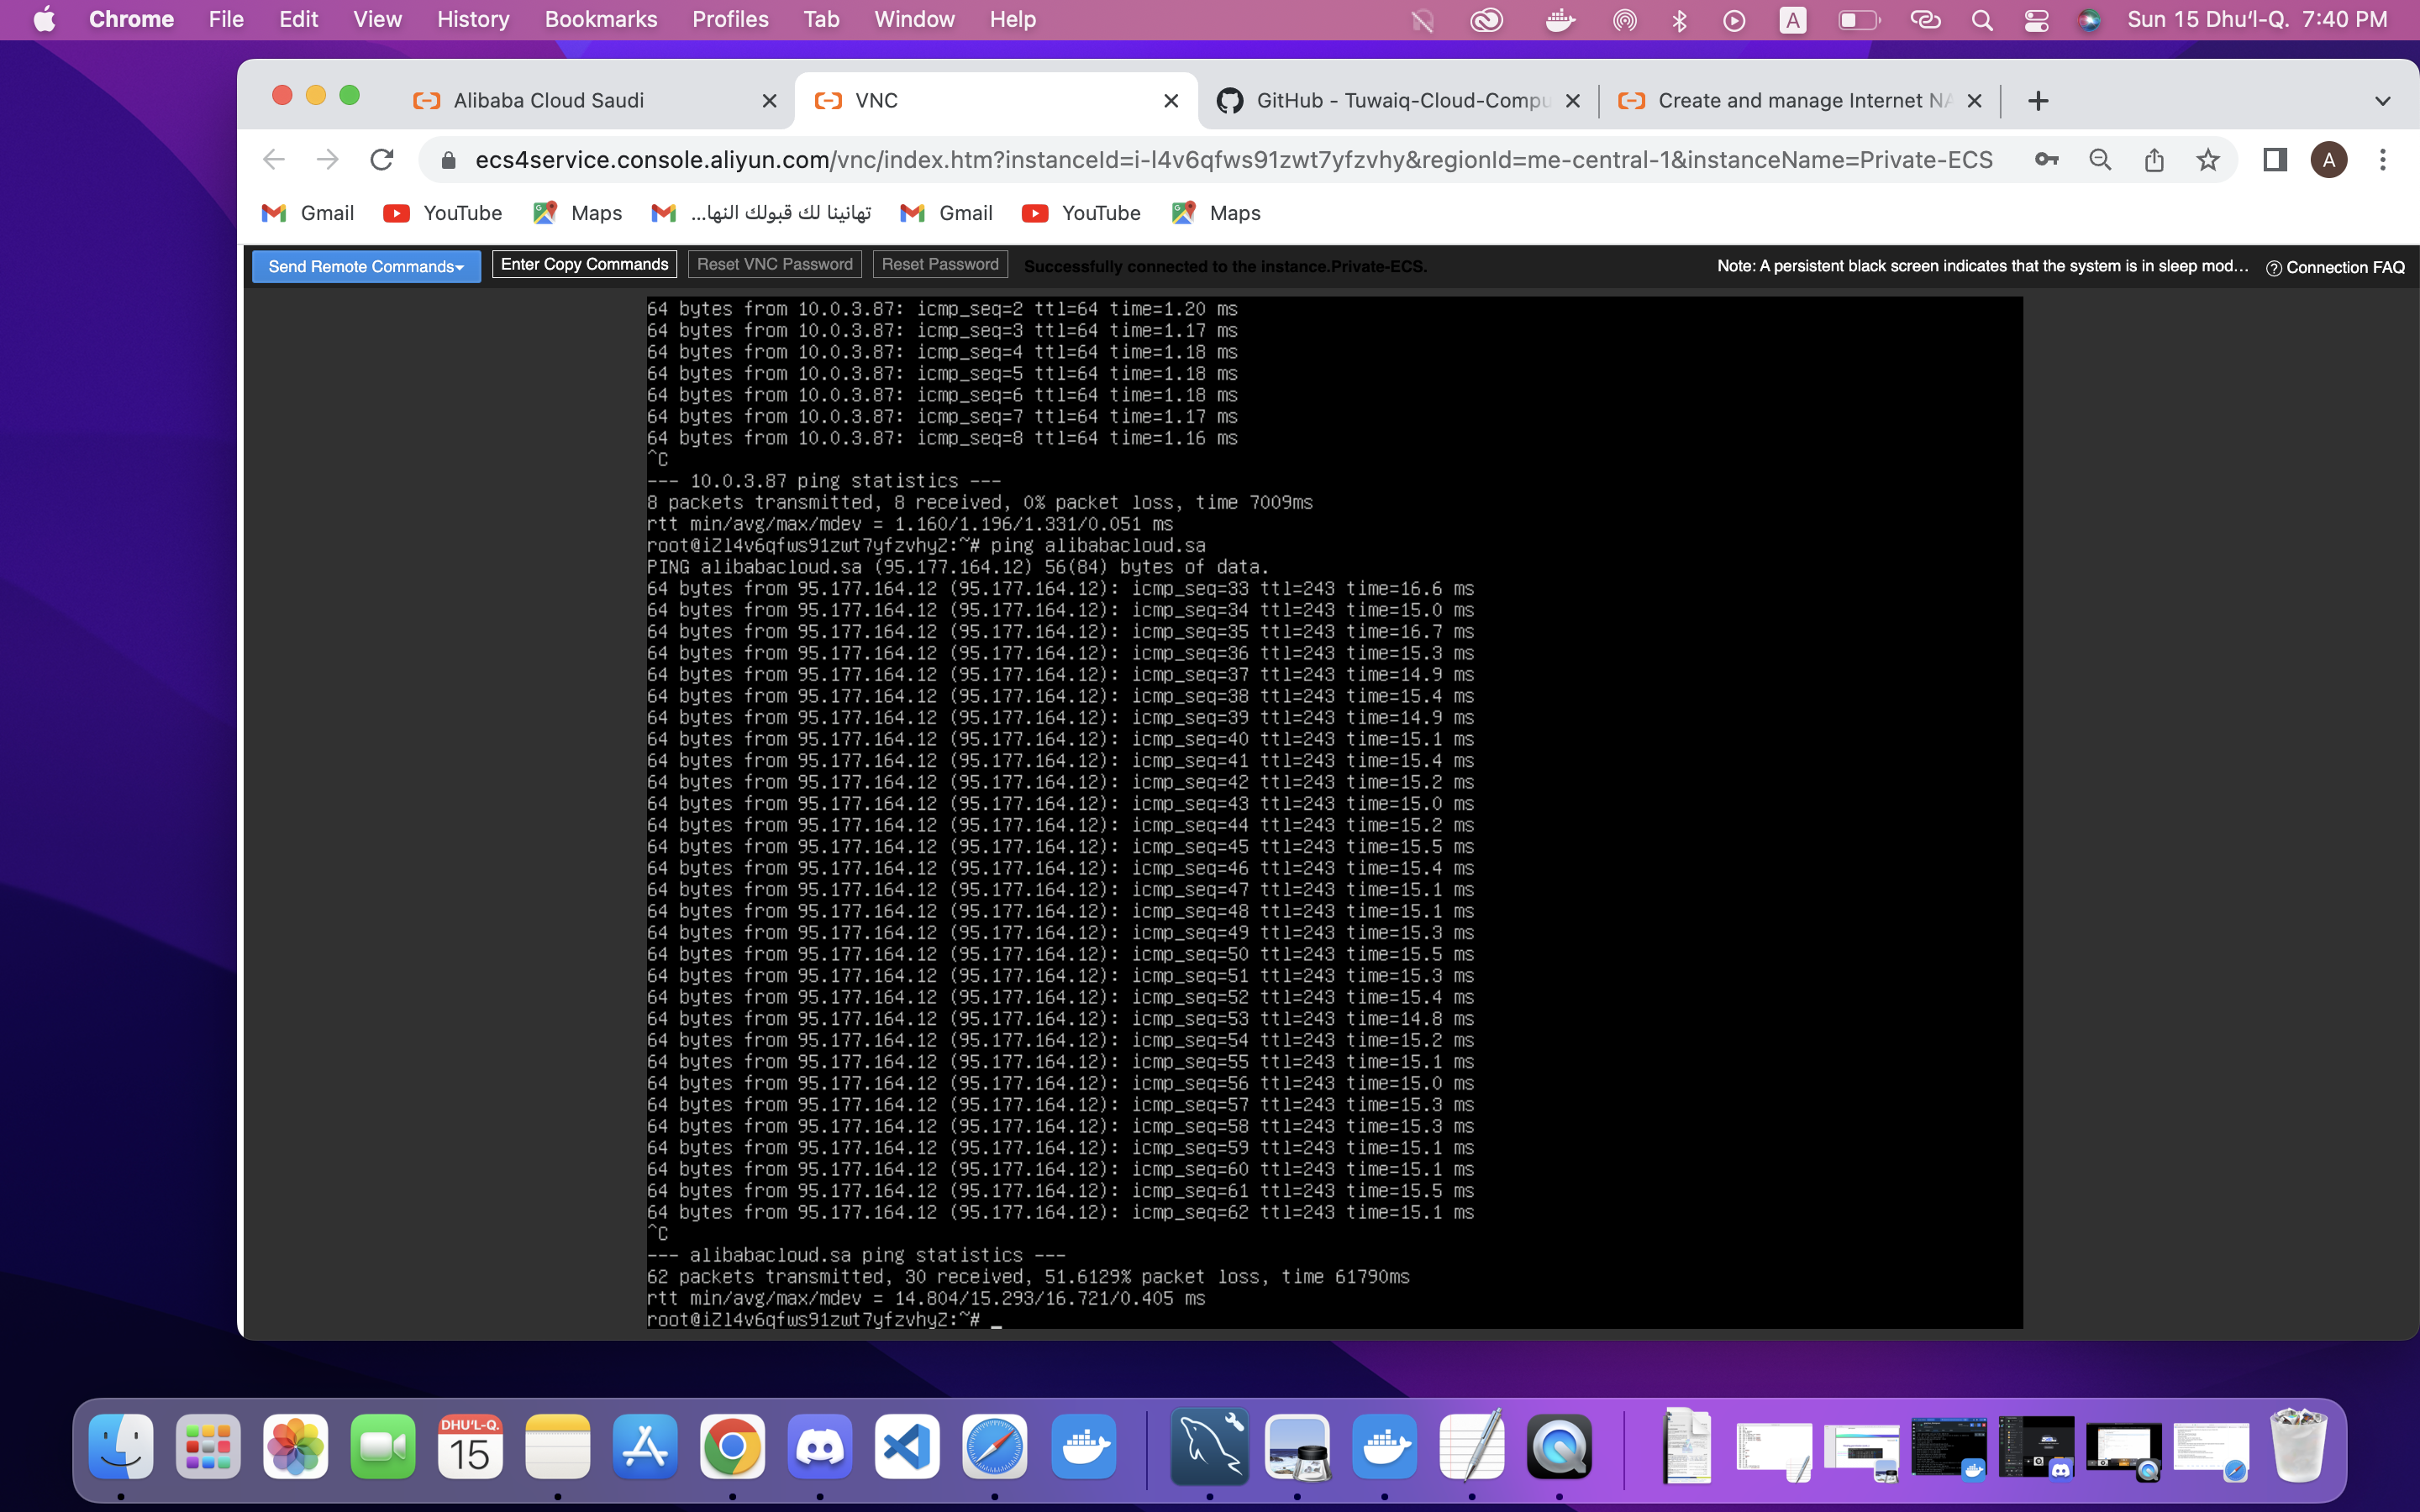 Chrome File Edit View History Bookmarks Profiles Tab Window Help A Sun 15 Dhu'l-Q. 7:40 PM
Alibaba Cloud Saudi VNC GitHub - Tuwaiq-Cloud-Compu Create and manage Internet NA
ecs4service.console.aliyun.com/vnc/index.htm?instanceId=i-l4v6qfws91zwt7yfzvhy&regionId=me-central-1&instanceName=Private-ECS A
Gmail YouTube Maps تهانينا لك قبولك النها... Gmail YouTube Maps
Send Remote Commands Enter Copy Commands Reset VNC Password Reset Password Successfully connected to the instance.Private-ECS. Note: A persistent black screen indicates that the system is in sleep mod... ? Connection FAQ
64 bytes from 10.0.3.87: icmp_seq=2 ttl=64 time=1.20 ms
64 bytes from 10.0.3.87: icmp_seq=3 ttl=64 time=1.17 ms
64 bytes from 10.0.3.87: icmp_seq=4 ttl=64 time=1.18 ms
64 bytes from 10.0.3.87: icmp_seq=5 ttl=64 time=1.18 ms
64 bytes from 10.0.3.87: icmp_seq=6 ttl=64 time=1.18 ms
64 bytes from 10.0.3.87: icmp_seq=7 ttl=64 time=1.17 ms
64 bytes from 10.0.3.87: icmp_seq=8 ttl=64 time=1.16 ms
^C
--- 10.0.3.87 ping statistics ---
8 packets transmitted, 8 received, 0% packet loss, time 7009ms
rtt min/avg/max/mdev = 1.160/1.196/1.331/0.051 ms
root@iZl4v6qfws91zwt7yfzvhyZ:~# ping alibabacloud.sa
PING alibabacloud.sa (95.177.164.12) 56(84) bytes of data.
64 bytes from 95.177.164.12 (95.177.164.12): icmp_seq=33 ttl=243 time=16.6 ms
64 bytes from 95.177.164.12 (95.177.164.12): icmp_seq=34 ttl=243 time=15.0 ms
64 bytes from 95.177.164.12 (95.177.164.12): icmp_seq=35 ttl=243 time=16.7 ms
64 bytes from 95.177.164.12 (95.177.164.12): icmp_seq=36 ttl=243 time=15.3 ms
64 bytes from 95.177.164.12 (95.177.164.12): icmp_seq=37 ttl=243 time=14.9 ms
64 bytes from 95.177.164.12 (95.177.164.12): icmp_seq=38 ttl=243 time=15.4 ms
64 bytes from 95.177.164.12 (95.177.164.12): icmp_seq=39 ttl=243 time=14.9 ms
64 bytes from 95.177.164.12 (95.177.164.12): icmp_seq=40 ttl=243 time=15.1 ms
64 bytes from 95.177.164.12 (95.177.164.12): icmp_seq=41 ttl=243 time=15.4 ms
64 bytes from 95.177.164.12 (95.177.164.12): icmp_seq=42 ttl=243 time=15.2 ms
64 bytes from 95.177.164.12 (95.177.164.12): icmp_seq=43 ttl=243 time=15.0 ms
64 bytes from 95.177.164.12 (95.177.164.12): icmp_seq=44 ttl=243 time=15.2 ms
64 bytes from 95.177.164.12 (95.177.164.12): icmp_seq=45 ttl=243 time=15.5 ms
64 bytes from 95.177.164.12 (95.177.164.12): icmp_seq=46 ttl=243 time=15.4 ms
64 bytes from 95.177.164.12 (95.177.164.12): icmp_seq=47 ttl=243 time=15.1 ms
64 bytes from 95.177.164.12 (95.177.164.12): icmp_seq=48 ttl=243 time=15.1 ms
64 bytes from 95.177.164.12 (95.177.164.12): icmp_seq=49 ttl=243 time=15.3 ms
64 bytes from 95.177.164.12 (95.177.164.12): icmp_seq=50 ttl=243 time=15.5 ms
64 bytes from 95.177.164.12 (95.177.164.12): icmp_seq=51 ttl=243 time=15.3 ms
64 bytes from 95.177.164.12 (95.177.164.12): icmp_seq=52 ttl=243 time=15.4 ms
64 bytes from 95.177.164.12 (95.177.164.12): icmp_seq=53 ttl=243 time=14.8 ms
64 bytes from 95.177.164.12 (95.177.164.12): icmp_seq=54 ttl=243 time=15.2 ms
64 bytes from 95.177.164.12 (95.177.164.12): icmp_seq=55 ttl=243 time=15.1 ms
64 bytes from 95.177.164.12 (95.177.164.12): icmp_seq=56 ttl=243 time=15.0 ms
64 bytes from 95.177.164.12 (95.177.164.12): icmp_seq=57 ttl=243 time=15.3 ms
64 bytes from 95.177.164.12 (95.177.164.12): icmp_seq=58 ttl=243 time=15.3 ms
64 bytes from 95.177.164.12 (95.177.164.12): icmp_seq=59 ttl=243 time=15.1 ms
64 bytes from 95.177.164.12 (95.177.164.12): icmp_seq=60 ttl=243 time=15.1 ms
64 bytes from 95.177.164.12 (95.177.164.12): icmp_seq=61 ttl=243 time=15.5 ms
64 bytes from 95.177.164.12 (95.177.164.12): icmp_seq=62 ttl=243 time=15.1 ms
^C
--- alibabacloud.sa ping statistics ---
62 packets transmitted, 30 received, 51.6129% packet loss, time 61790ms
rtt min/avg/max/mdev = 14.804/15.293/16.721/0.405 ms
root@iZl4v6qfws91zwt7yfzvhyZ:~# _
DHU'L-Q.
15